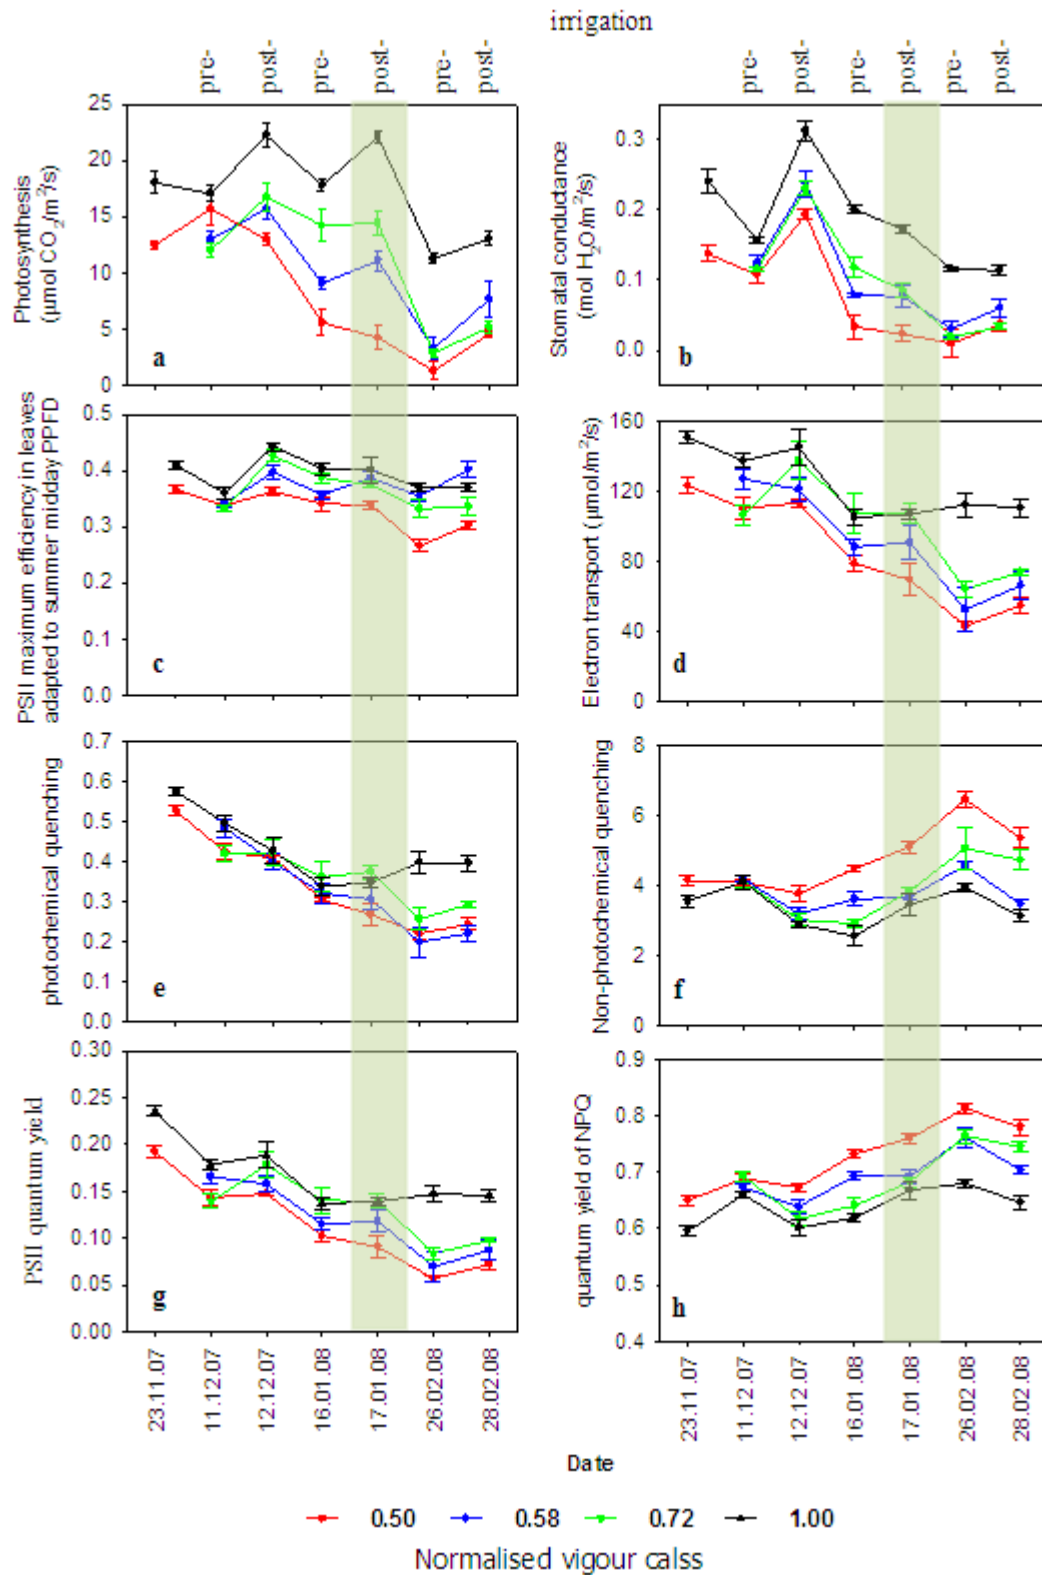 irrigation
pre- post- pre- post- pre- post- pre- post- pre- post- pre- post-
25
20
15
10
5
0
Photosynthesis
(µmol CO2/m2/s)
a
0.3
0.2
0.1
0.0
Stomatal conductance
(mol H2O/m2/s)
b
0.5
0.4
0.3
0.2
0.1
0.0
PSII maximum efficiency in leaves
adapted to summer midday PPFD
c
160
120
80
40
0
Electron transport (µmol/m2/s)
d
0.7
0.6
0.5
0.4
0.3
0.2
0.1
0.0
photochemical quenching
e
8
6
4
2
0
Non-photochemical quenching
f
0.30
0.25
0.20
0.15
0.10
0.05
0.00
PSII quantum yield
g
0.9
0.8
0.7
0.6
0.5
0.4
quantum yield of NPQ
h
23.11.07 11.12.07 12.12.07 16.01.08 17.01.08 26.02.08 28.02.08
23.11.07 11.12.07 12.12.07 16.01.08 17.01.08 26.02.08 28.02.08
Date
0.50 0.58 0.72 1.00
Normalised vigour calss